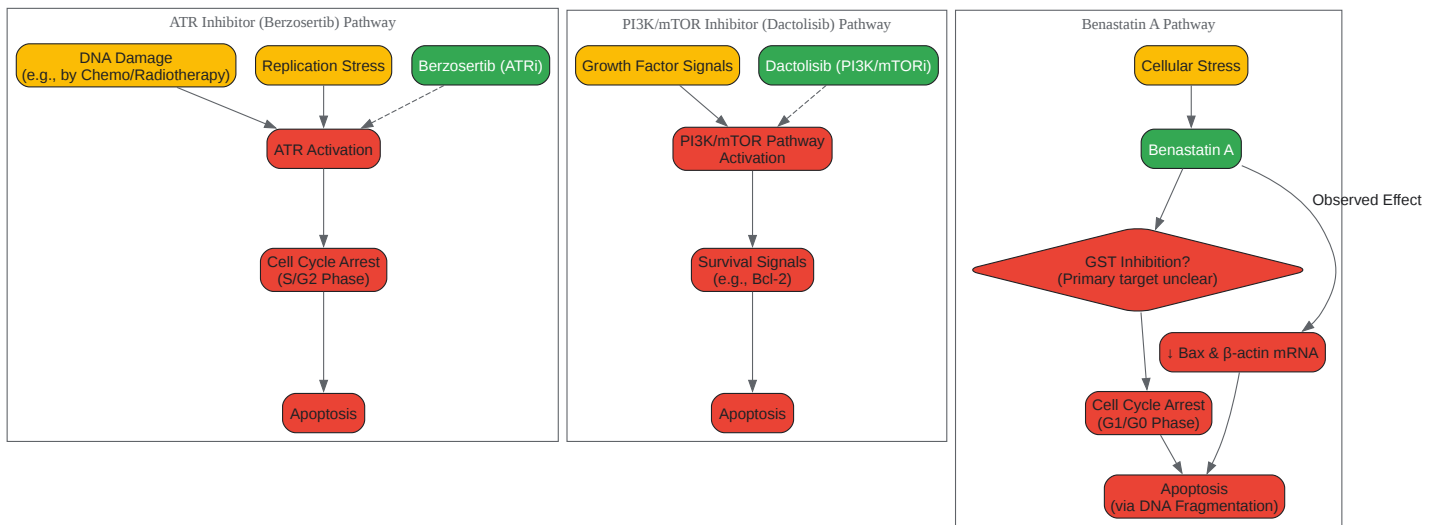 ATR Inhibitor (Berzosertib) Pathway
DNA Damage
(e.g., by Chemo/Radiotherapy)
Replication Stress
Berzosertib (ATRi)
ATR Activation
Cell Cycle Arrest
(S/G2 Phase)
Apoptosis
PI3K/mTOR Inhibitor (Dactolisib) Pathway
Growth Factor Signals
Dactolisib (PI3K/mTORi)
PI3K/mTOR Pathway
Activation
Survival Signals
(e.g., Bcl-2)
Apoptosis
Benastatin A Pathway
Cellular Stress
Benastatin A
Observed Effect
GST Inhibition?
(Primary target unclear)
↓ Bax & β-actin mRNA
Cell Cycle Arrest
(G1/G0 Phase)
Apoptosis
(via DNA Fragmentation)